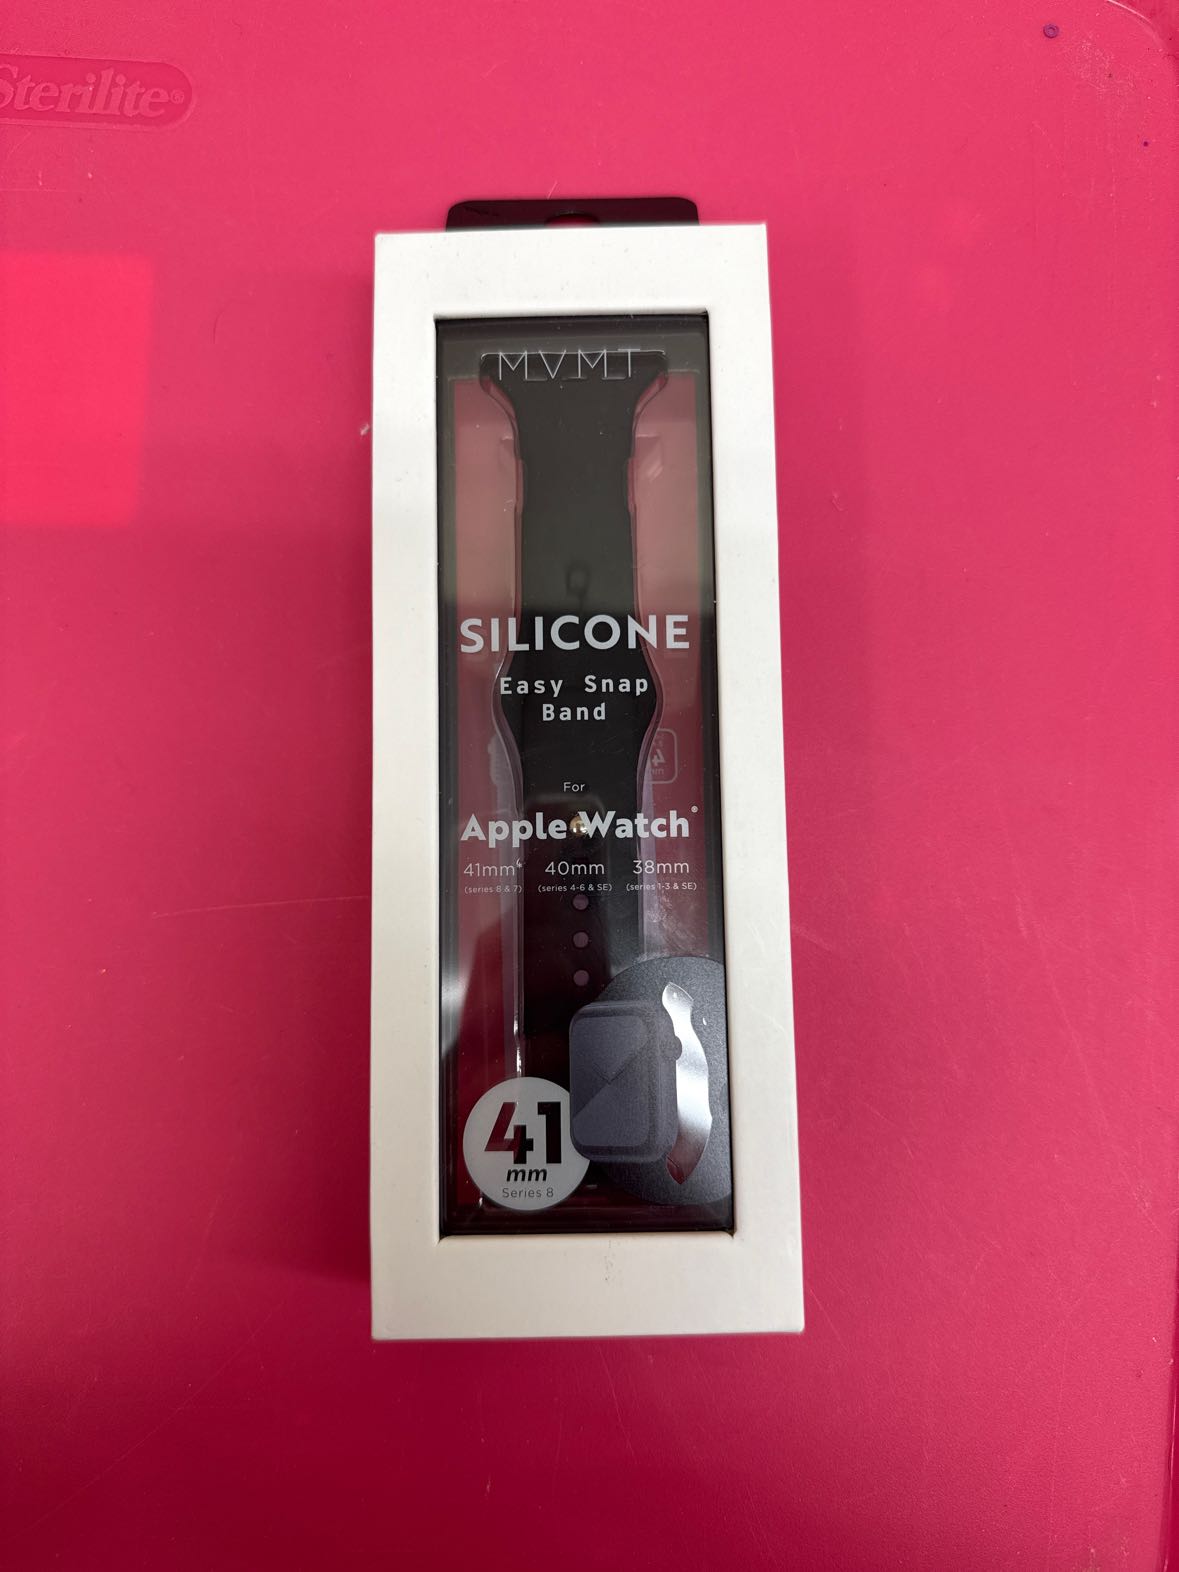 Sterilite®
MVMT
SILICONE
Easy Snap
Band
For
Apple Watch®
41mm 40mm 38mm
(series 8 & 7) (series 4-6 & SE) (series 1-3 & SE)
41
mm
Series 8